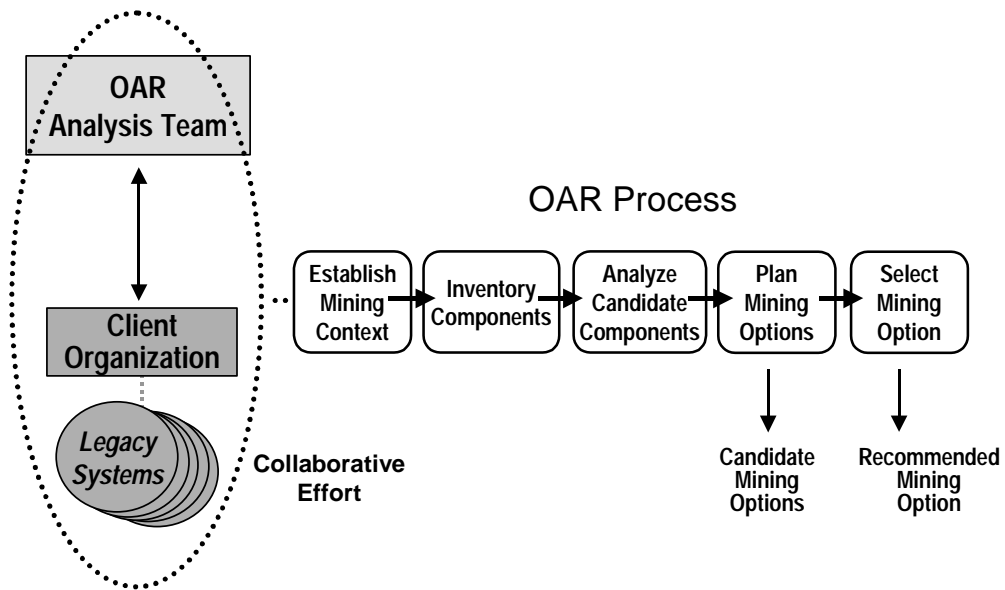 OAR
Analysis Team
Client
Organization
Legacy
Systems
Collaborative
Effort
OAR Process
Establish
Mining
Context
Inventory
Components
Analyze
Candidate
Components
Plan
Mining
Options
Select
Mining
Option
Candidate
Mining
Options
Recommended
Mining
Option